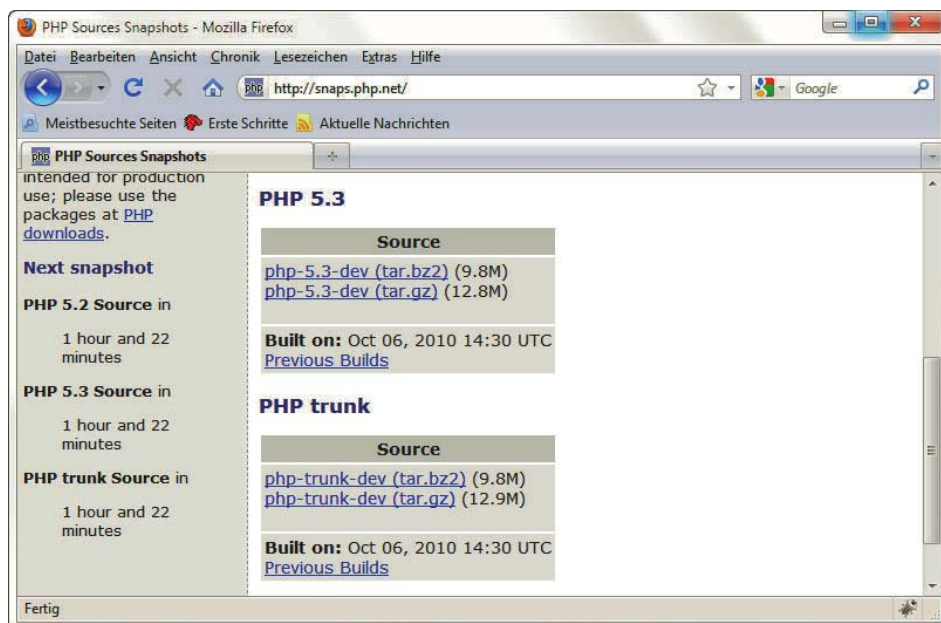 PHP Sources Snapshots - Mozilla Firefox
Datei Bearbeiten Ansicht Chronik Lesezeichen Extras Hilfe
php http://snaps.php.net/ Google
Meistbesuchte Seiten Erste Schritte Aktuelle Nachrichten
php PHP Sources Snapshots
intended for production
use; please use the
packages at PHP
downloads.
Next snapshot
PHP 5.2 Source in
1 hour and 22
minutes
PHP 5.3 Source in
1 hour and 22
minutes
PHP trunk Source in
1 hour and 22
minutes
PHP 5.3
Source
php-5.3-dev (tar.bz2) (9.8M)
php-5.3-dev (tar.gz) (12.8M)
Built on: Oct 06, 2010 14:30 UTC
Previous Builds
PHP trunk
Source
php-trunk-dev (tar.bz2) (9.8M)
php-trunk-dev (tar.gz) (12.9M)
Built on: Oct 06, 2010 14:30 UTC
Previous Builds
Fertig